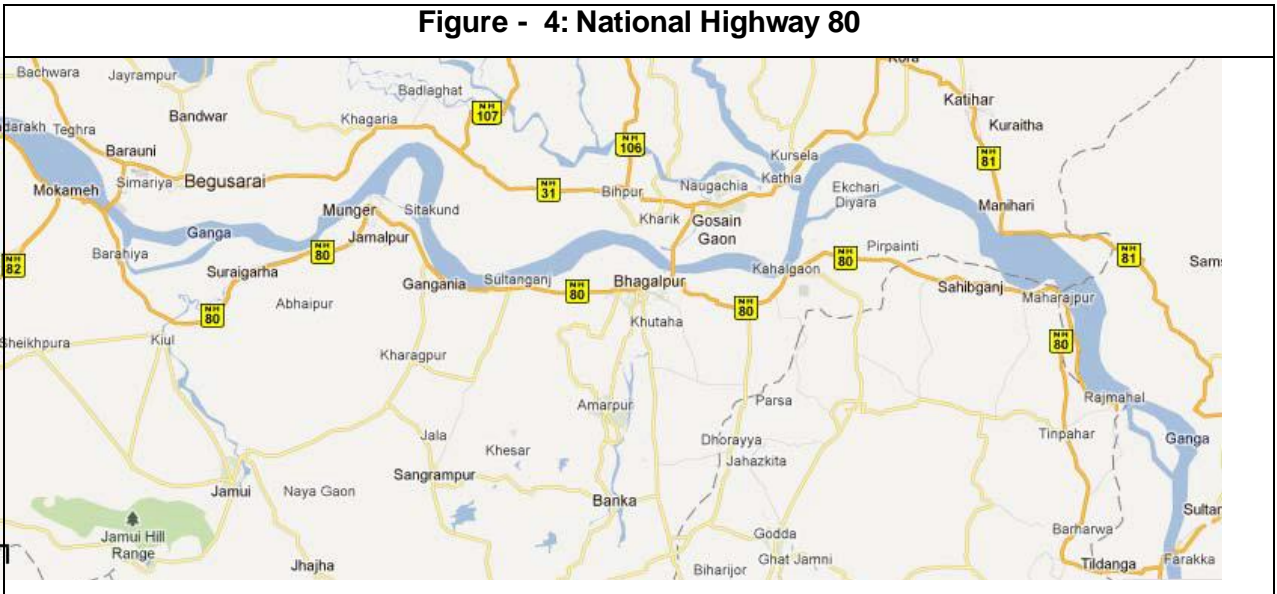 Figure - 4: National Highway 80
Kora
Bachwara
Jayrampur
Badlaghat
Katihar
NH
107
Bandwar
Khagaria
Kuraitha
darakh
Teghra
NH
106
Barauni
Kursela
NH
81
Simariya
Begusarai
Kathia
Mokameh
NH
31
Bihpur
Naugachia
Ekchari
Diyara
Munger
Sitakund
Manihari
Kharik
Gosain
Gaon
Ganga
Jamalpur
Pirpainti
Barahiya
NH
80
NH
80
NH
81
NH
82
Suraigarha
Kahalgaon
Sams
Gangania
Sultanganj
NH
80
Bhagalpur
Sahibganj
Maharajpur
Abhaipur
NH
80
NH
80
Khutaha
Sheikhpura
Kiul
NH
80
Kharagpur
Amarpur
Parsa
Rajmahal
Jala
Khesar
Dhorayya
Tinpahar
Ganga
Jahazkita
Sangrampur
Jamui
Naya Gaon
Banka
Sultar
Jamui Hill
Range
Godda
Barharwa
Jhajha
Biharijor
Ghat Jamni
Tildanga
Farakka